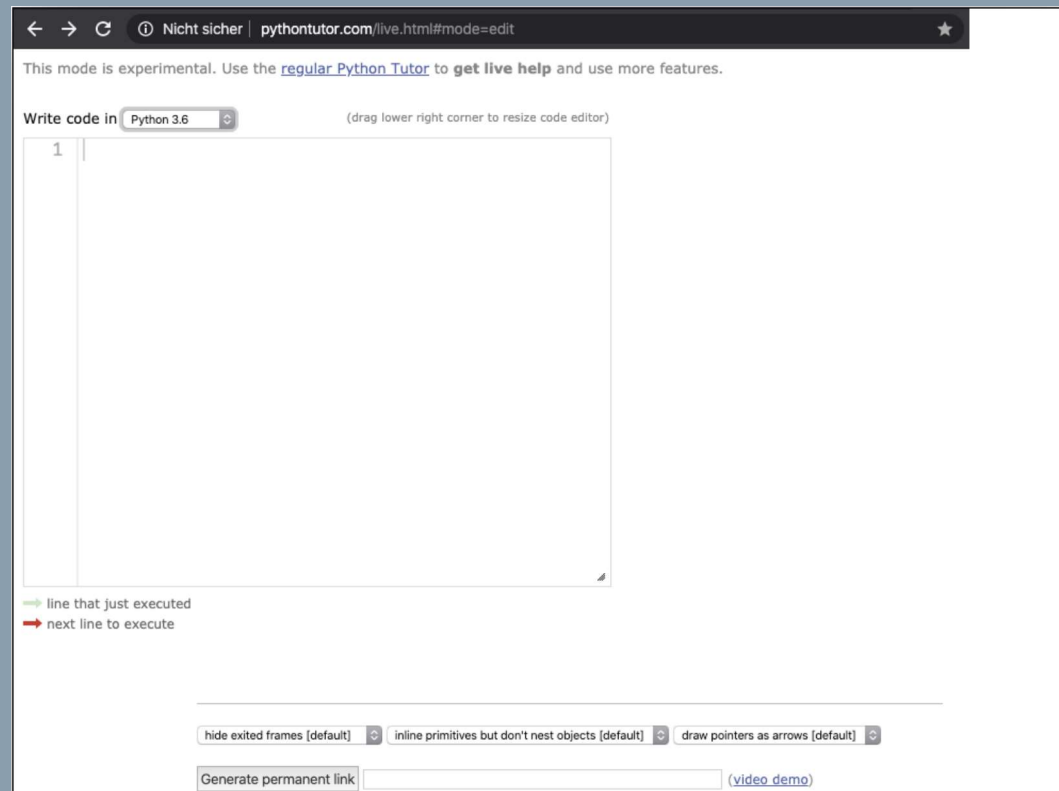 Nicht sicher | pythontutor.com/live.html#mode=edit
This mode is experimental. Use the regular Python Tutor to get live help and use more features.
Write code in Python 3.6 (drag lower right corner to resize code editor)
1
line that just executed
next line to execute
hide exited frames [default] inline primitives but don't nest objects [default] draw pointers as arrows [default]
Generate permanent link (video demo)